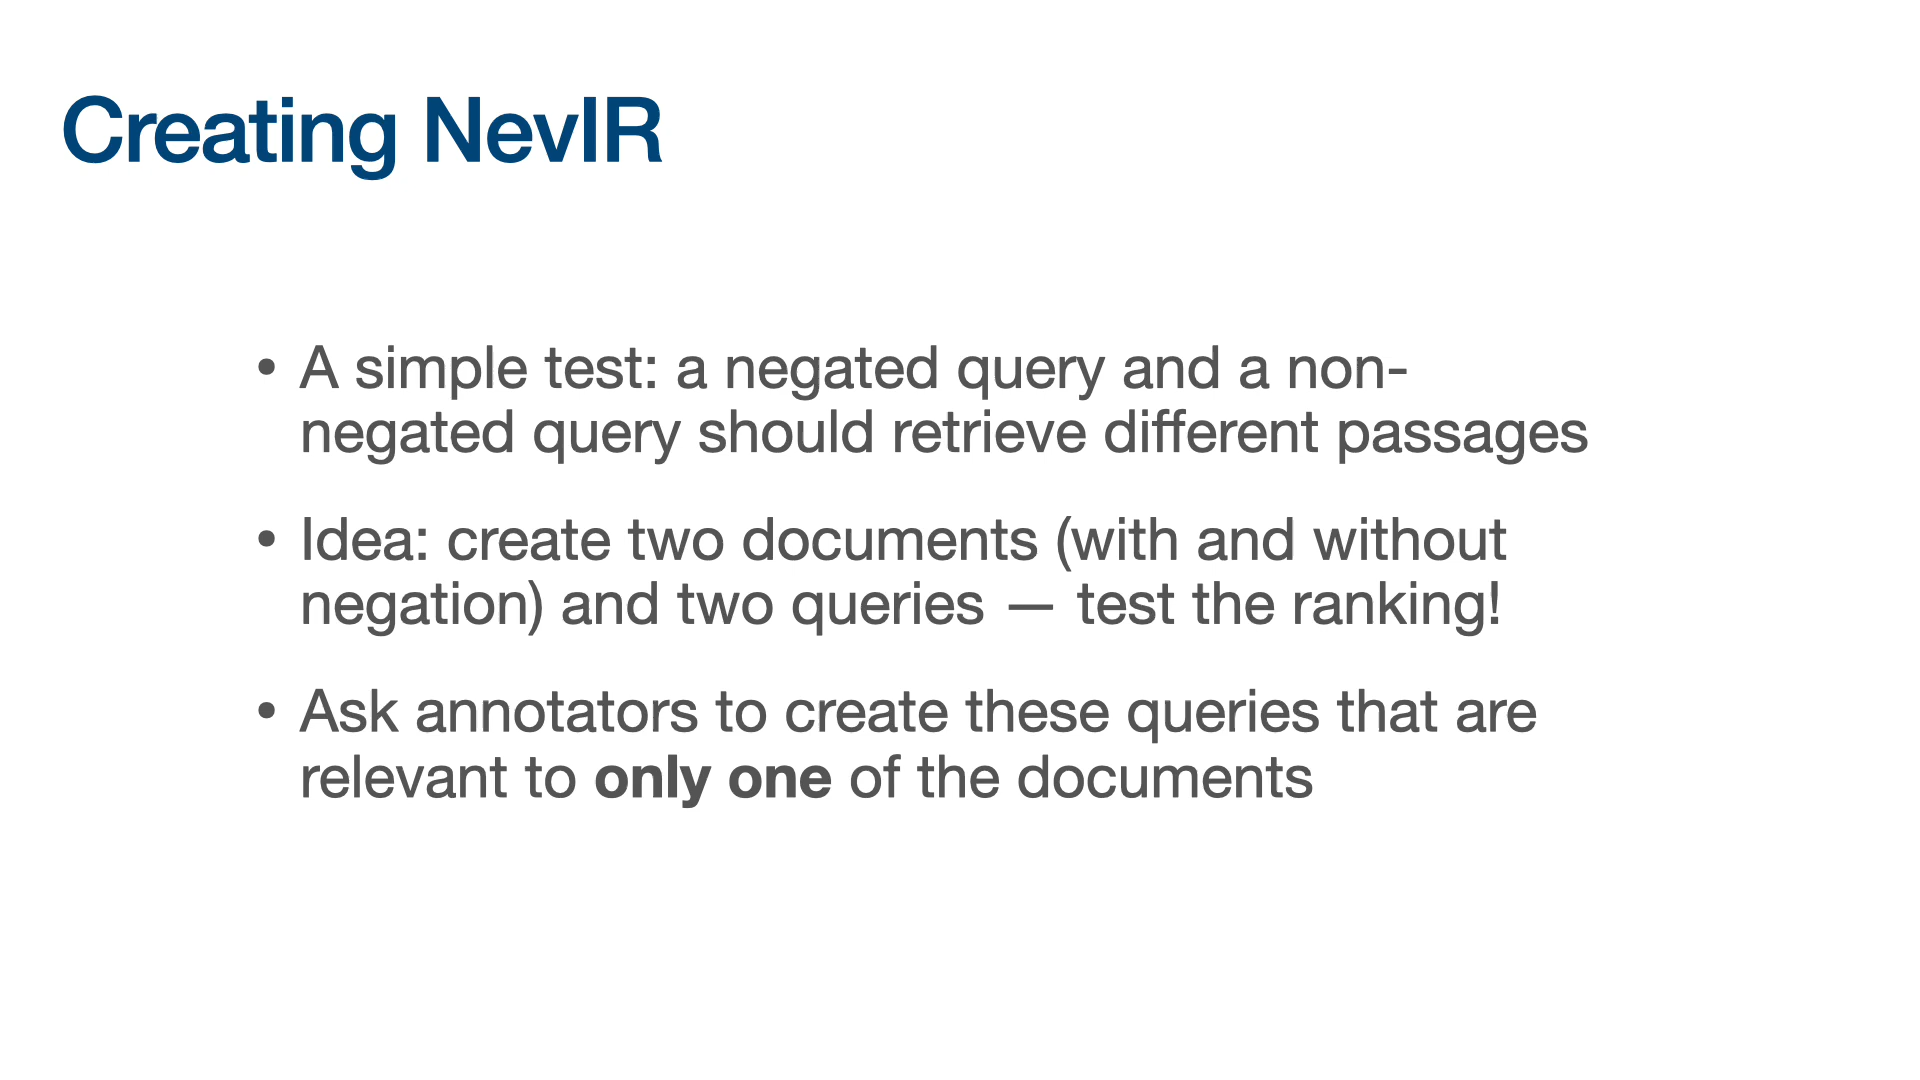 Creating NevIR
• A simple test: a negated query and a non-
negated query should retrieve different passages
• Idea: create two documents (with and without
negation) and two queries — test the ranking!
• Ask annotators to create these queries that are
relevant to only one of the documents